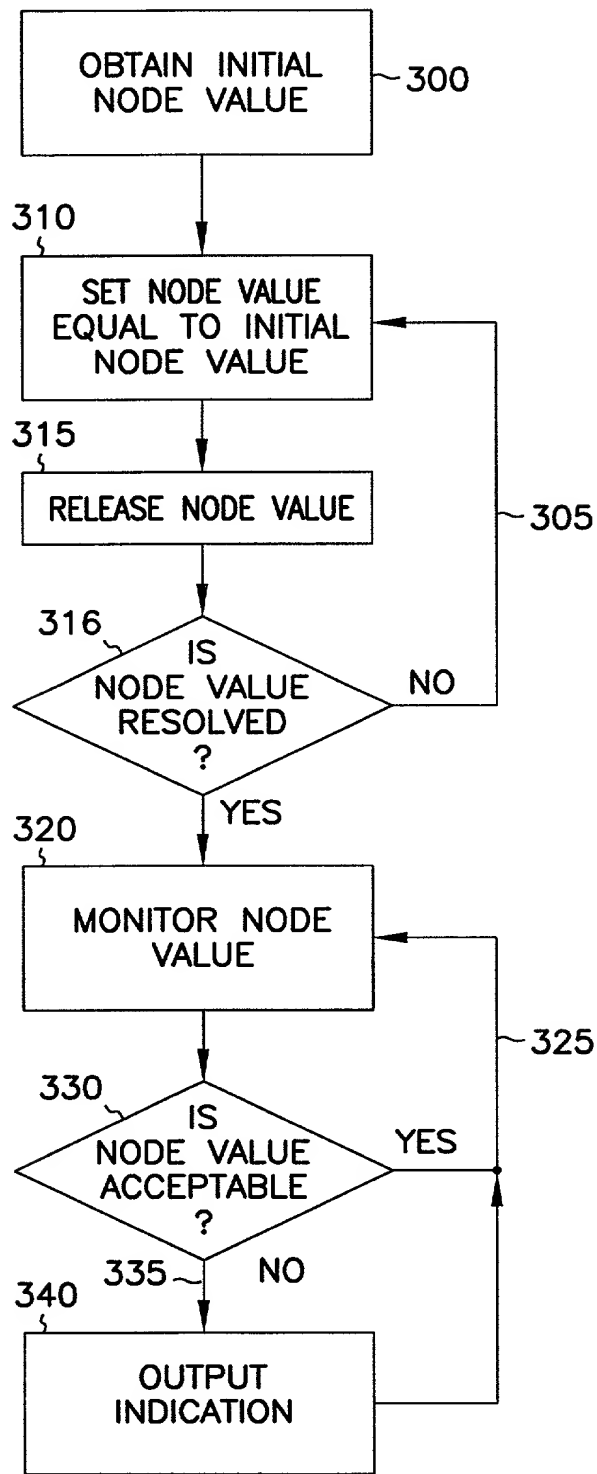 OBTAIN INITIAL
NODE VALUE
300
310
SET NODE VALUE
EQUAL TO INITIAL
NODE VALUE
315
RELEASE NODE VALUE
305
316
IS
NODE VALUE
RESOLVED
?
NO
YES
320
MONITOR NODE
VALUE
325
330
IS
NODE VALUE
ACCEPTABLE
?
YES
335
NO
340
OUTPUT
INDICATION